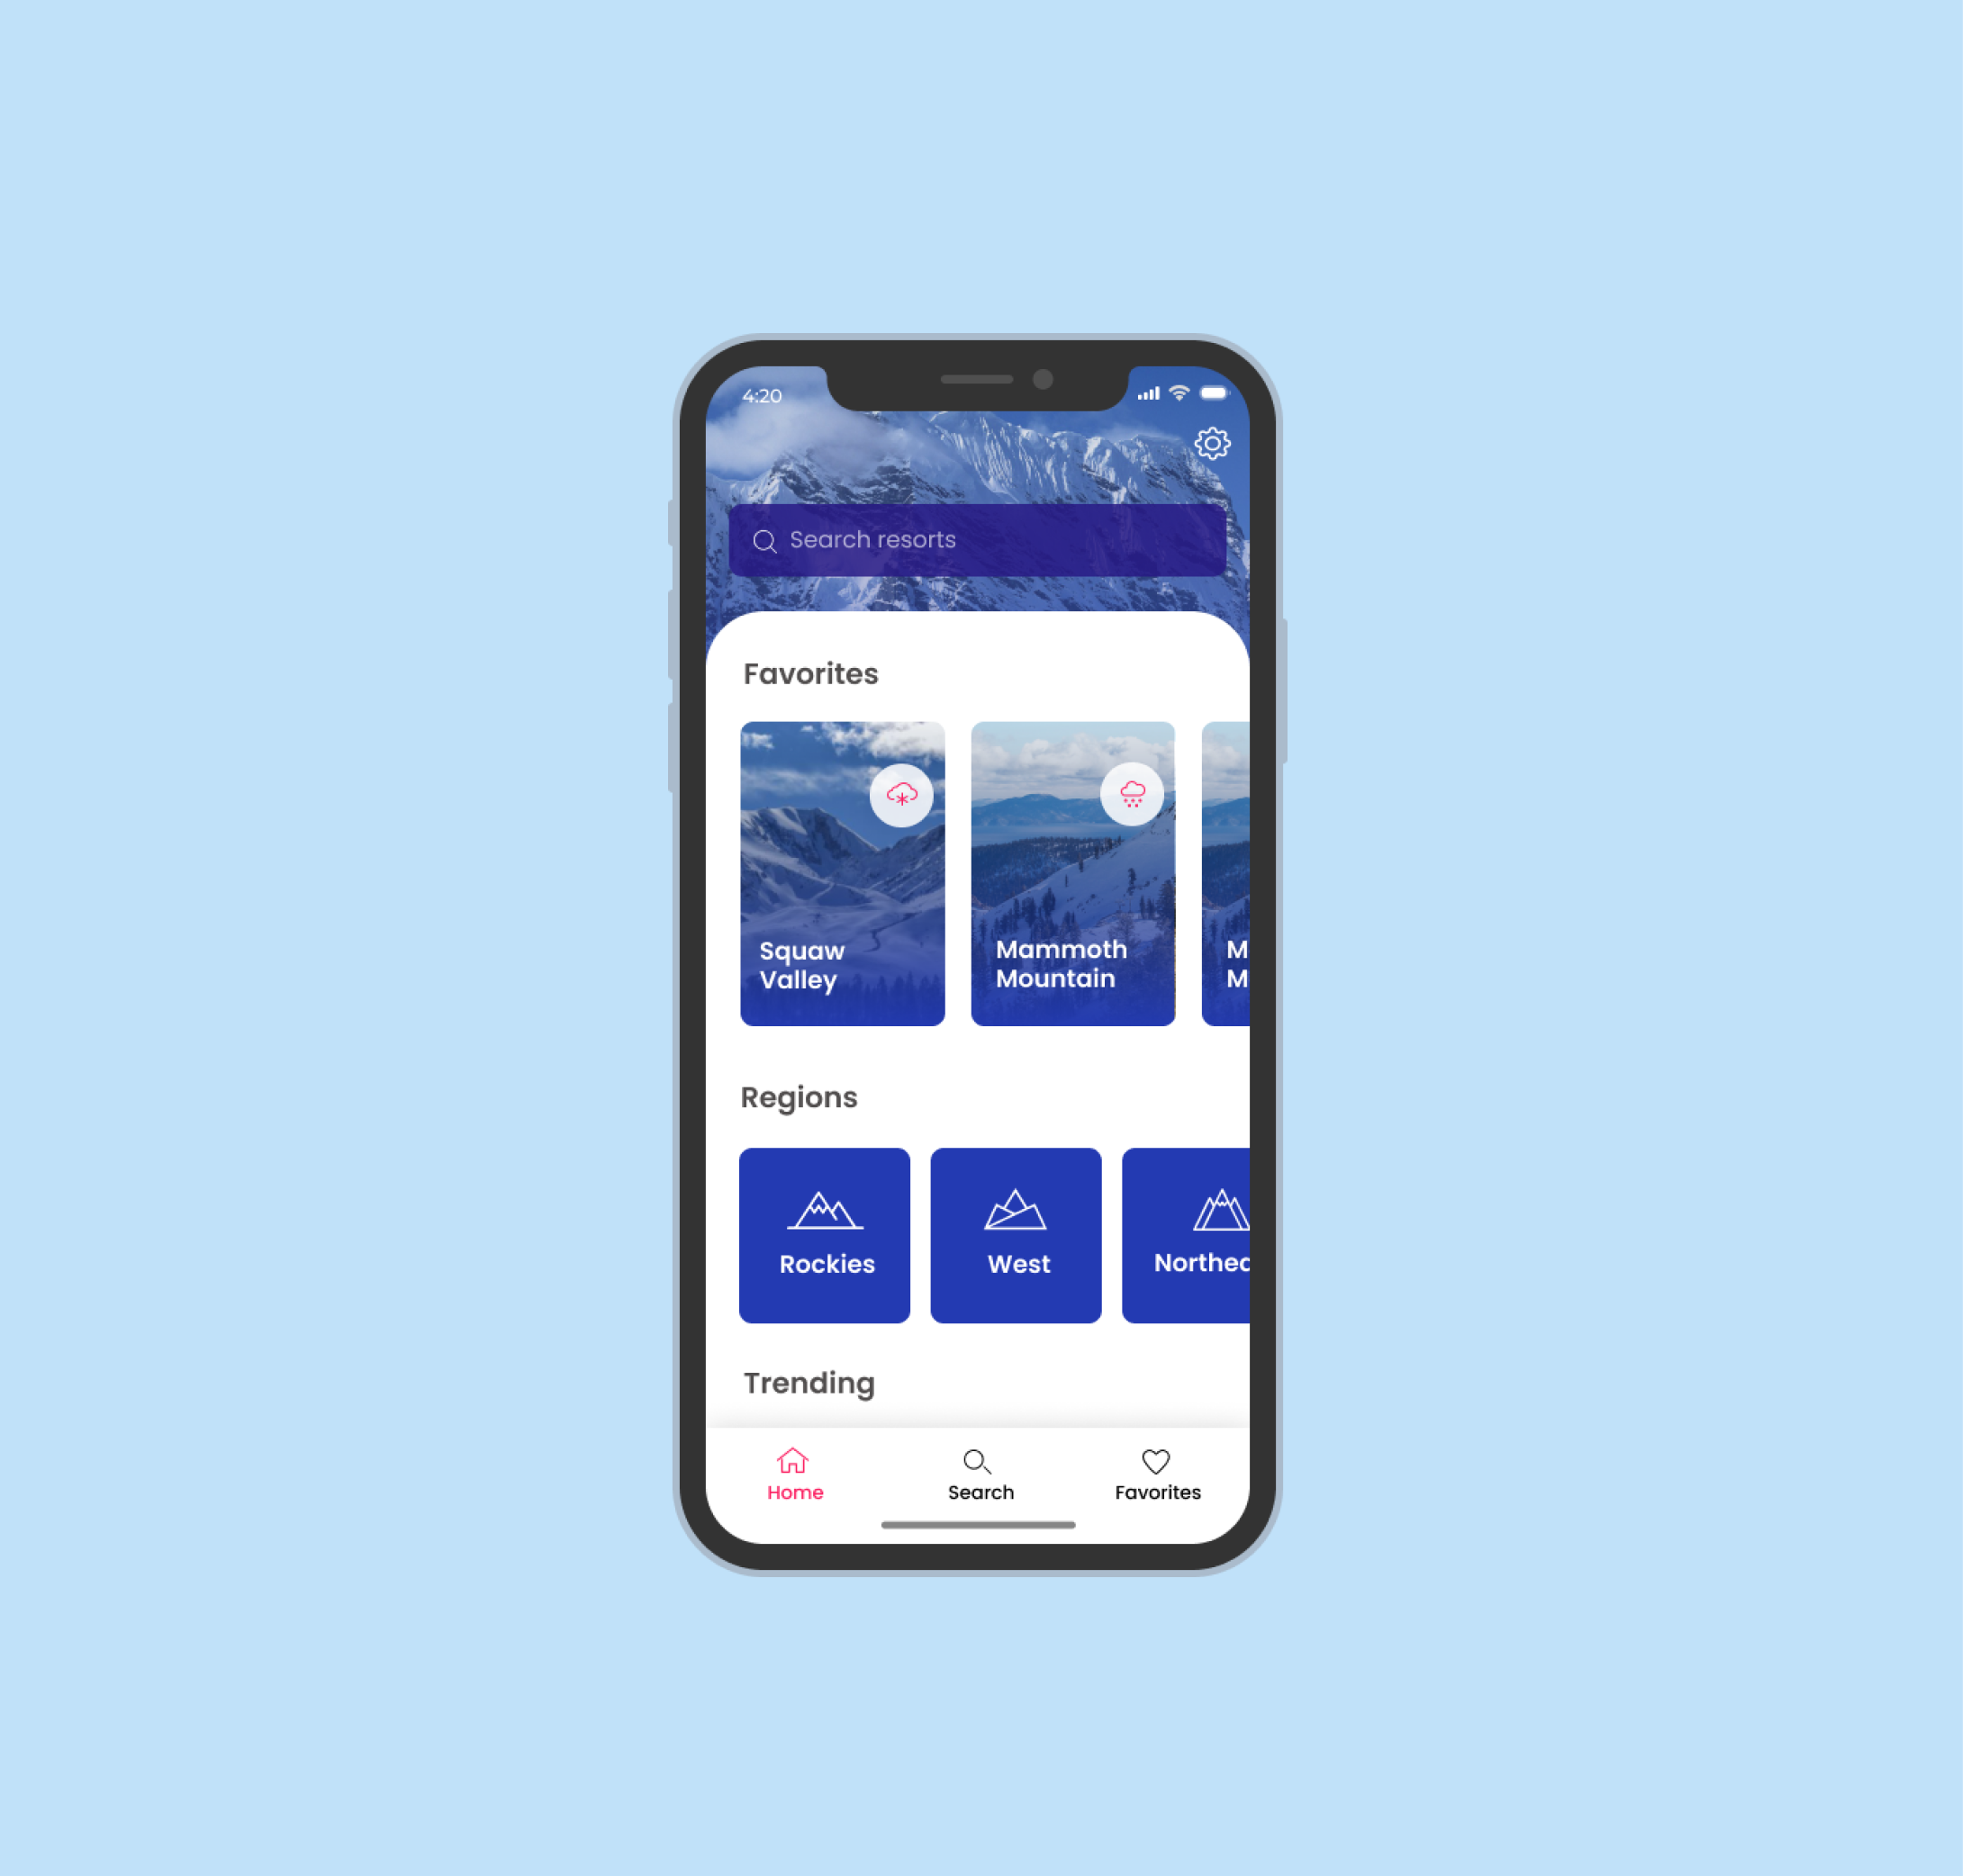 4:20
Search resorts
Favorites
Squaw
Valley
Mammoth
Mountain
M
M
Regions
Rockies
West
Northea
Trending
Home
Search
Favorites